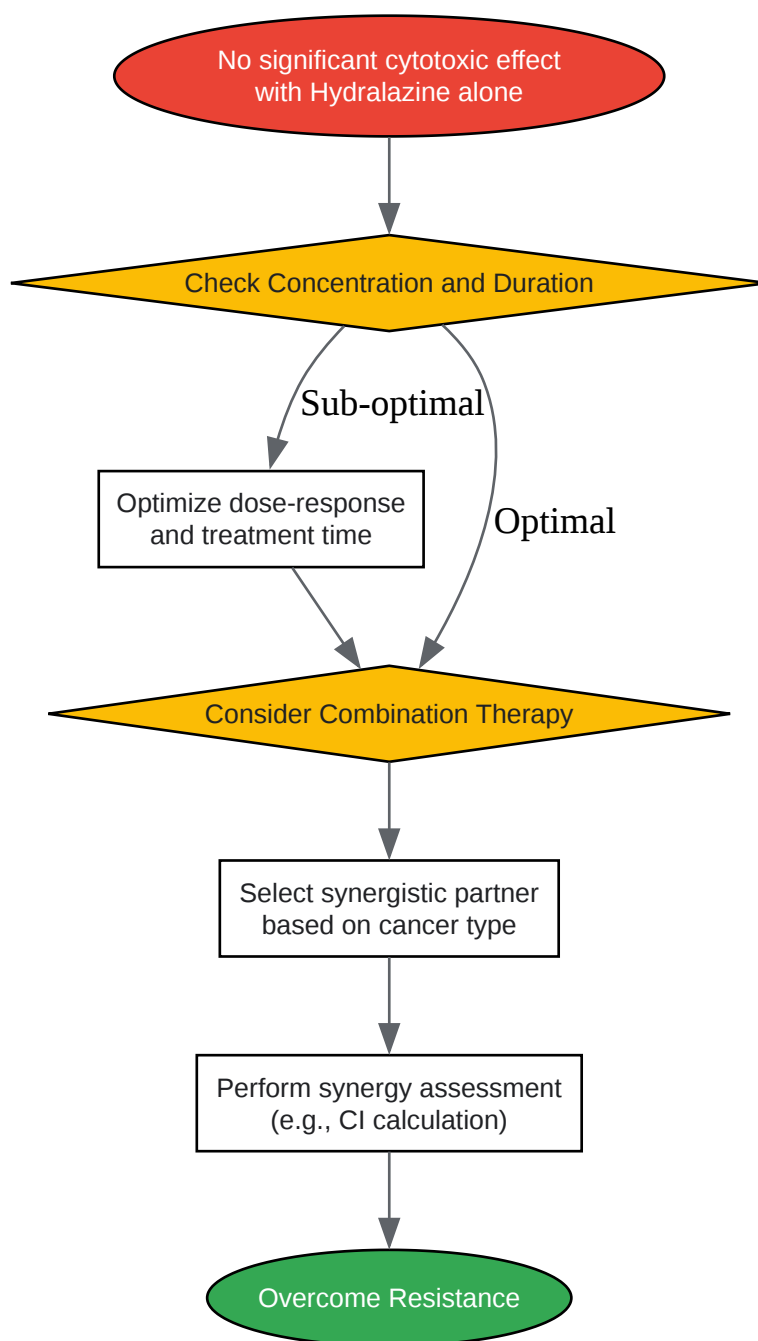 No significant cytotoxic effect
with Hydralazine alone
Check Concentration and Duration
Sub-optimal
Optimize dose-response
and treatment time
Optimal
Consider Combination Therapy
Select synergistic partner
based on cancer type
Perform synergy assessment
(e.g., CI calculation)
Overcome Resistance